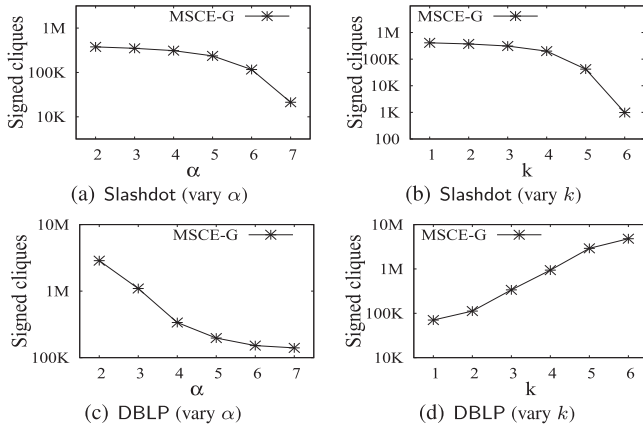 MSCE-G
1M
100K
10K
Signed cliques
2 3 4 5 6 7
α
(a) Slashdot (vary α)
MSCE-G
1M
100K
10K
1K
100
Signed cliques
1 2 3 4 5 6
k
(b) Slashdot (vary k)
10M
MSCE-G
1M
100K
Signed cliques
2 3 4 5 6 7
α
(c) DBLP (vary α)
10M
MSCE-G
1M
100K
10K
Signed cliques
1 2 3 4 5 6
k
(d) DBLP (vary k)